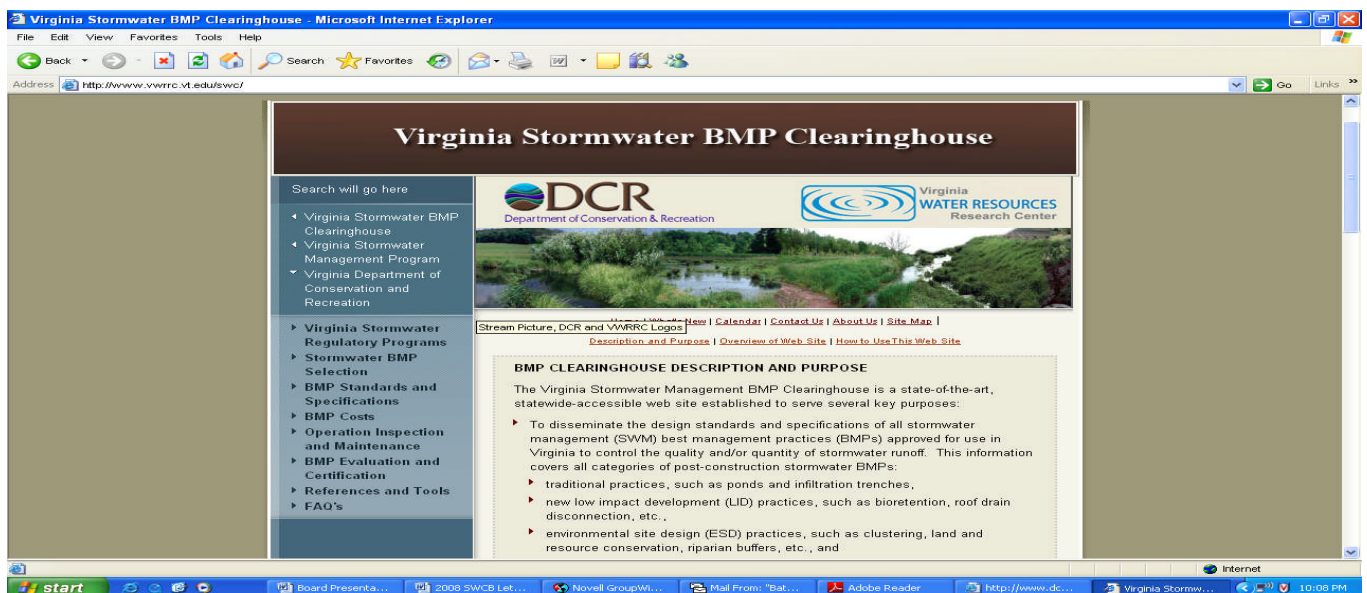 Virginia Stormwater BMP Clearinghouse - Microsoft Internet Explorer
File Edit View Favorites Tools Help
Back Search Favorites
Address http://www.vwrrc.vt.edu/swc/ Go Links »
Virginia Stormwater BMP Clearinghouse
Search will go here
Virginia Stormwater BMP
Clearinghouse
Virginia Stormwater
Management Program
Virginia Department of
Conservation and
Recreation
Virginia Stormwater
Regulatory Programs
Stormwater BMP
Selection
BMP Standards and
Specifications
BMP Costs
Operation Inspection
and Maintenance
BMP Evaluation and
Certification
References and Tools
FAQ's
DCR
Department of Conservation & Recreation
Virginia
WATER RESOURCES
Research Center
New | Calendar | Contact Us | About Us | Site Map |
Stream Picture, DCR and VWRRC Logos
Description and Purpose | Overview of Web Site | How to Use This Web Site
BMP CLEARINGHOUSE DESCRIPTION AND PURPOSE
The Virginia Stormwater Management BMP Clearinghouse is a state-of-the-art,
statewide-accessible web site established to serve several key purposes:
To disseminate the design standards and specifications of all stormwater
management (SWM) best management practices (BMPs) approved for use in
Virginia to control the quality and/or quantity of stormwater runoff. This information
covers all categories of post-construction stormwater BMPs:
traditional practices, such as ponds and infiltration trenches,
new low impact development (LID) practices, such as bioretention, roof drain
disconnection, etc.,
environmental site design (ESD) practices, such as clustering, land and
resource conservation, riparian buffers, etc., and
Internet
start Board Presenta... 2008 SWCB Let... Novell GroupWi... Mail From: "Bat... Adobe Reader http://www.dc... Virginia Stormw... 10:08 PM